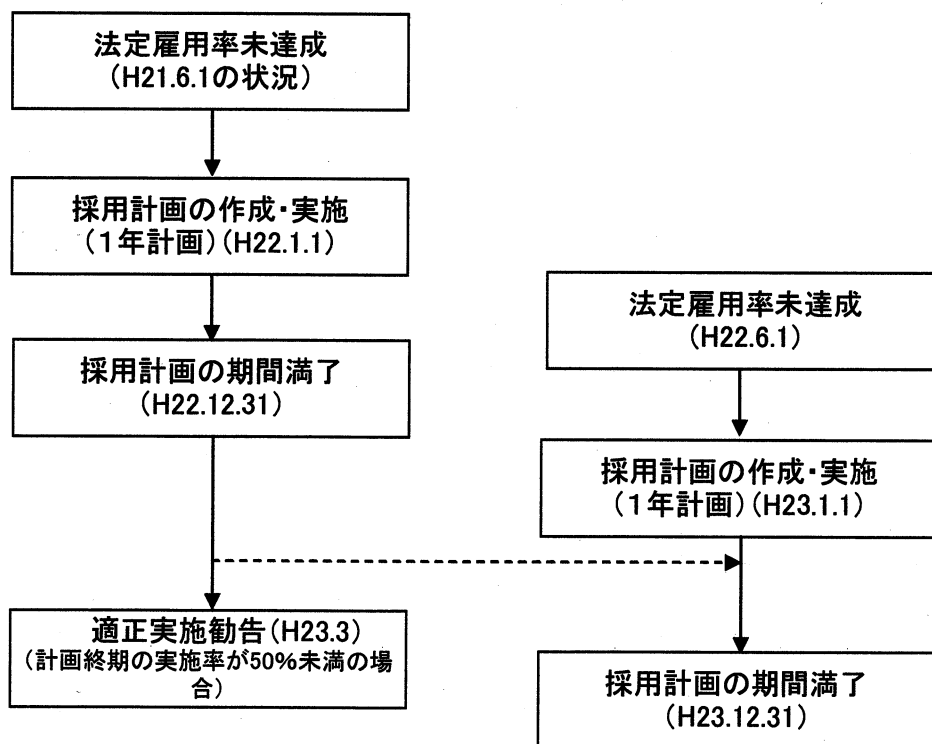 法定雇用率未達成
（H21.6.1の状況）
採用計画の作成・実施
（１年計画）（H22.1.1）
採用計画の期間満了
（H22.12.31）
適正実施勧告（H23.3）
（計画終期の実施率が50%未満の場
合）
法定雇用率未達成
（H22.6.1）
採用計画の作成・実施
（１年計画）（H23.1.1）
採用計画の期間満了
（H23.12.31）